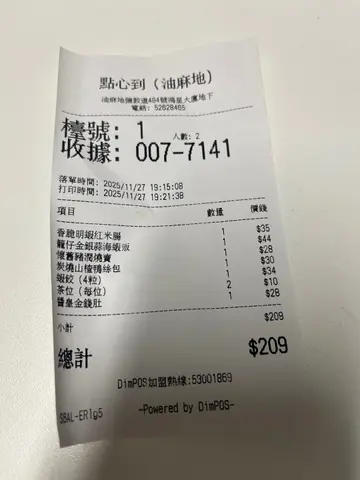 點心到（油麻地）
油麻地彌敦道484號鴻星大廈地下
電話: 52628465
檯號: 1 人數: 2
收據: 007-7141
落單時間: 2025/11/27 19:15:08
打印時間: 2025/11/27 19:21:38
項目 數量 價錢
香脆明蝦紅米腸 1 $35
籠仔金銀蒜海蝦飯 1 $44
懷舊豬潤燒賣 1 $28
炭燒山楂鴨絲包 1 $30
蝦餃 (4粒) 1 $34
茶位 (每位) 2 $10
醬皇金錢肚 1 $28
小計 $209
總計 $209
DimPOS加盟熱線:53001869
S8AL-ER1g5 -Powered by DimPOS-